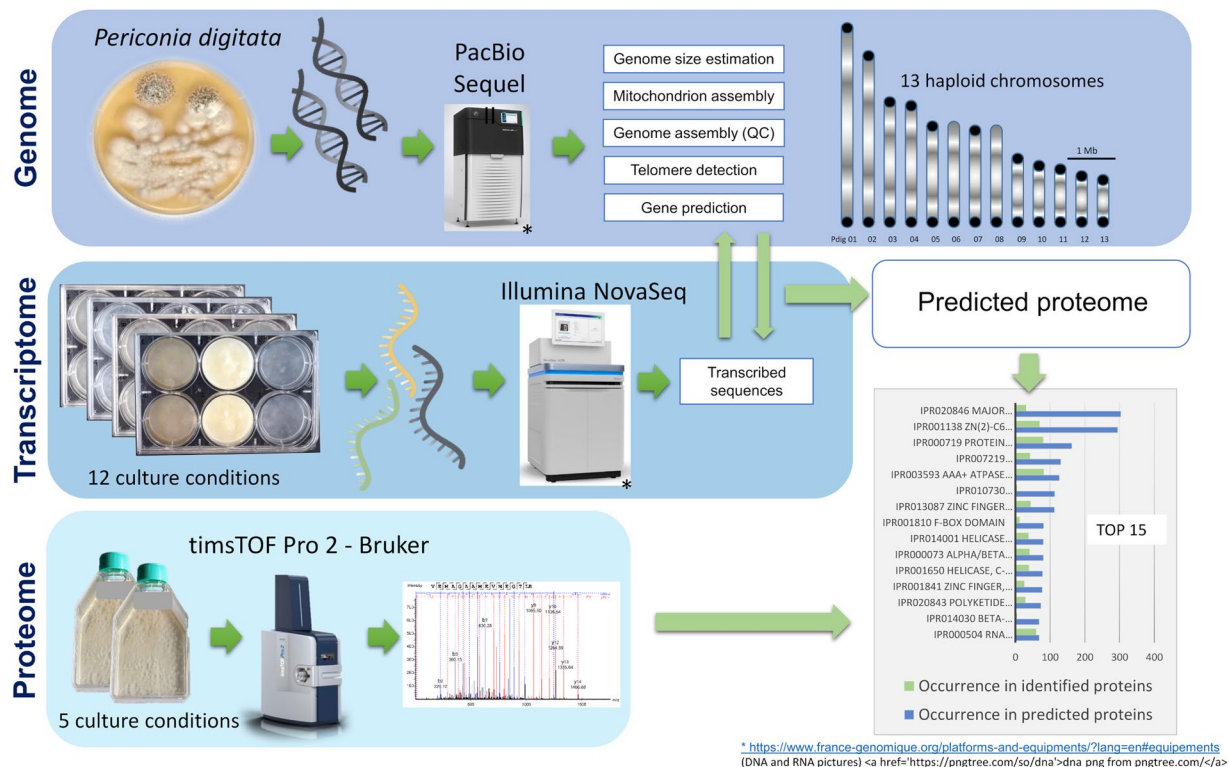 Genome
Periconia digitata
PacBio
Sequel
*
Genome size estimation
Mitochondrion assembly
Genome assembly (QC)
Telomere detection
Gene prediction
13 haploid chromosomes
1 Mb
Pdig 01 02 03 04 05 06 07 08 09 10 11 12 13
Transcriptome
12 culture conditions
Illumina NovaSeq
*
Transcribed
sequences
Predicted proteome
IPR020846 MAJOR...
IPR001138 ZN(2)-C6...
IPR000719 PROTEIN...
IPR007219...
IPR003593 AAA+ ATPASE...
IPR010730...
IPR013087 ZINC FINGER...
IPR001810 F-BOX DOMAIN
IPR014001 HELICASE...
IPR000073 ALPHA/BETA...
IPR001650 HELICASE, C-...
IPR001841 ZINC FINGER,...
IPR020843 POLYKETIDE...
IPR014030 BETA-...
IPR000504 RNA...
TOP 15
0 100 200 300 400
Occurrence in identified proteins
Occurrence in predicted proteins
Proteome
5 culture conditions
timsTOF Pro 2 - Bruker
500 1000 1500
* https://www.france-genomique.org/platforms-and-equipments/?lang=en#equipements
(DNA and RNA pictures) <a href='https://pngtree.com/so/dna'>dna png from pngtree.com/</a>